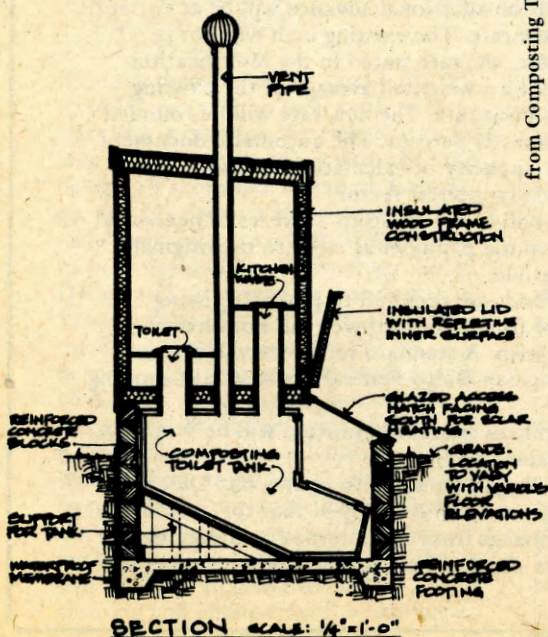 from Composting T
VENT
PIPE
INSULATED
WOOD FRAME
CONSTRUCTION
KITCHEN
WASTE
TOILET
INSULATED LID
WITH REFLECTIVE
INNER SURFACE
GLAZED ACCESS
HATCH FACING
SOUTH FOR SOLAR
HEATING
REINFORCED
CONCRETE
BLOCKS
COMPOSTING
TOILET TANK
GRADE-
LOCATION
TO VARY
WITH VARIOUS
FLOOR
ELEVATIONS
SUPPORT
FOR TANK
WATERPROOF
MEMBRANE
REINFORCED
CONCRETE
FOOTING
SECTION SCALE: 1/4"=1'-0"